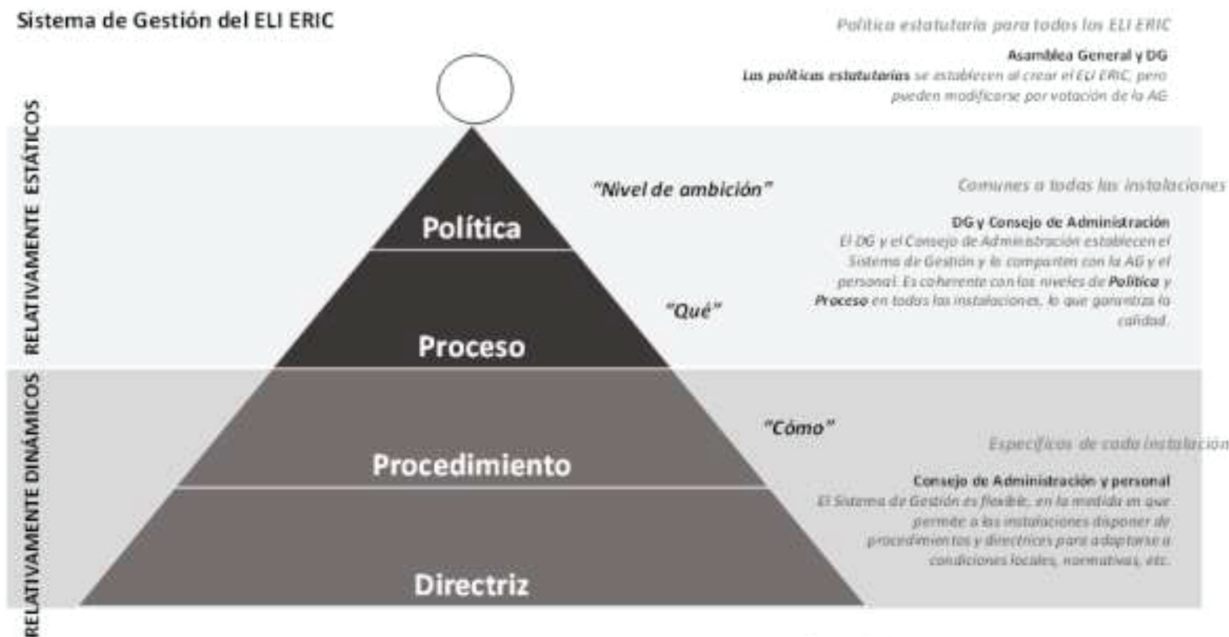 Sistema de Gestión del ELI ERIC
Política estatutaria para todos los ELI ERIC
Asamblea General y DG
Las políticas estatutarias se establecen al crear el ELI ERIC, pero
pueden modificarse por votación de la AG
RELATIVAMENTE ESTÁTICOS
"Nivel de ambición"
Comunes a todas las instalaciones
Política
DG y Consejo de Administración
El DG y el Consejo de Administración establecen el
Sistema de Gestión y lo comparten con la AG y el
personal. Es coherente con los niveles de Política y
Proceso en todas las instalaciones, lo que garantiza la
calidad.
"Qué"
Proceso
RELATIVAMENTE DINÁMICOS
"Cómo"
Específicos de cada instalación
Procedimiento
Consejo de Administración y personal
El Sistema de Gestión es flexible, en la medida en que
permite a las instalaciones disponer de
procedimientos y directrices para adaptarse a
condiciones locales, normativas, etc.
Directriz